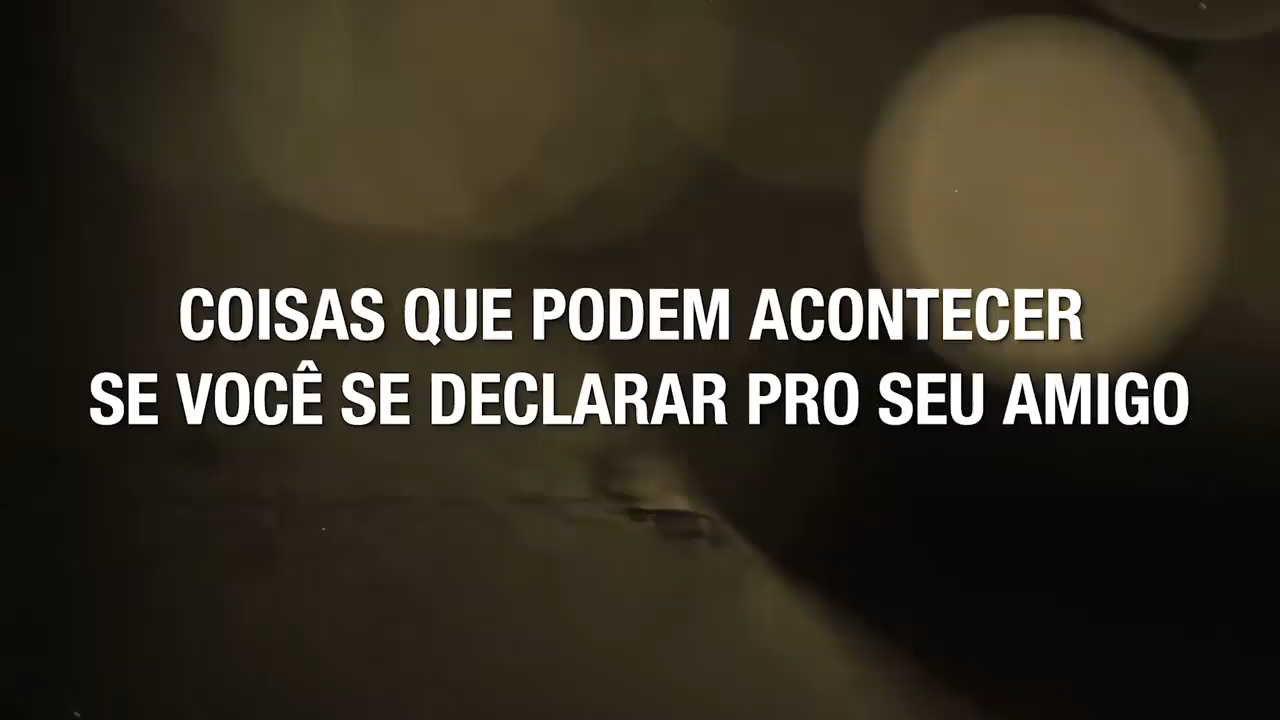 COISAS QUE PODEM ACONTECER
SE VOCÊ SE DECLARAR PRO SEU AMIGO